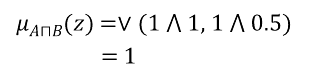 μ_{A⊓B}(z) =∨ (1 ⋀ 1, 1 ⋀ 0.5)
= 1